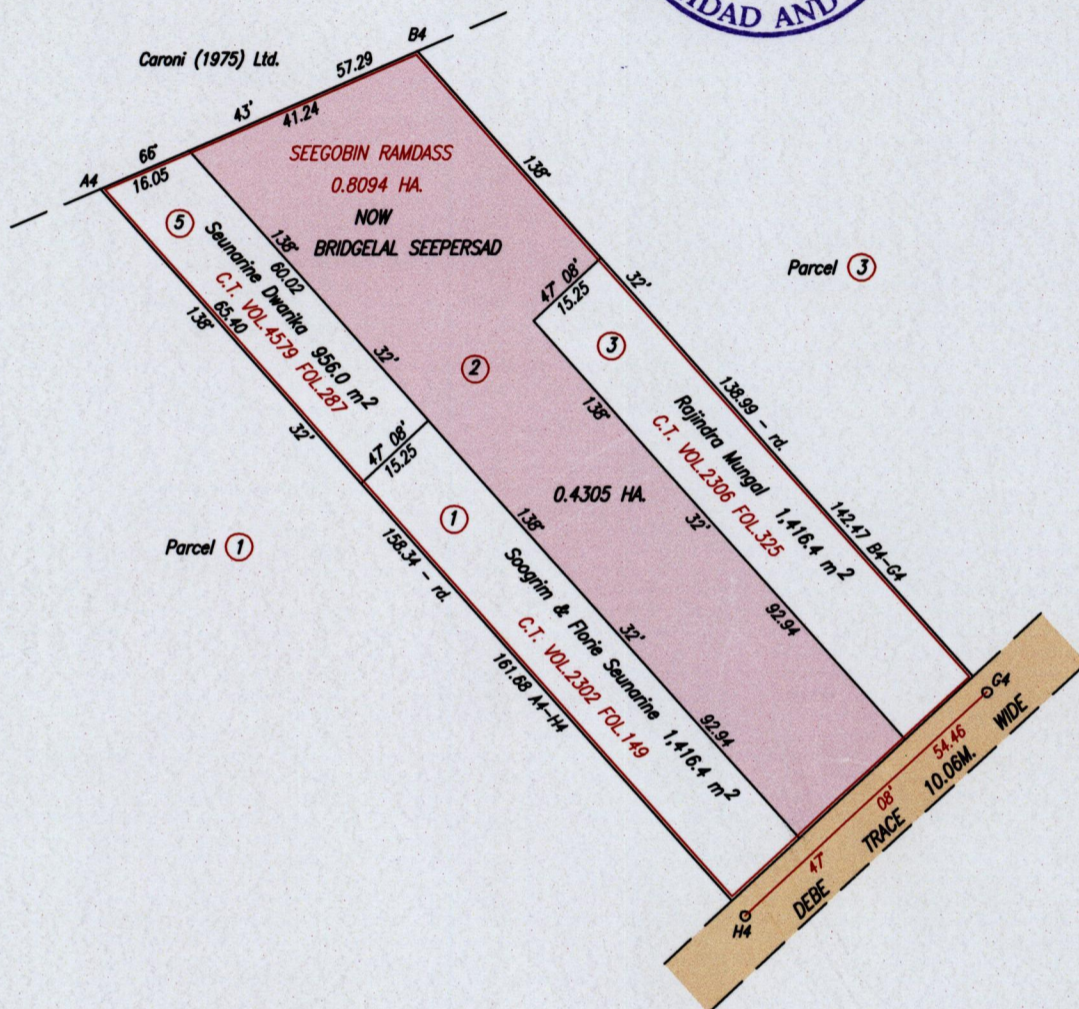 IDAD AND
B4
Caroni (1975) Ltd.
57.29
43'
41.24
66°
16.05
A4
SEEGOBIN RAMDASS
0.8094 HA.
NOW
BRIDGELAL SEEPERSAD
138°
32'
Parcel 3
5
Seunarine Dwarika 956.0 m2
C.T. VOL.4579 FOL.287
138°
60.02
32'
65.40
138°
32'
47° 08'
15.25
3
2
138°
32'
92.94
Rajindra Mungal 1,416.4 m2
C.T. VOL.2306 FOL.325
138.99 - rd.
142.47 B4-G4
47° 08'
15.25
0.4305 HA.
1
138°
32'
92.94
Soogrim & Florie Seunarine 1,416.4 m2
C.T. VOL.2302 FOL.149
Parcel 1
158.34 - rd.
161.68 A4-H4
G4
54.46
08'
47°
H4
DEBE TRACE 10.06M. WIDE